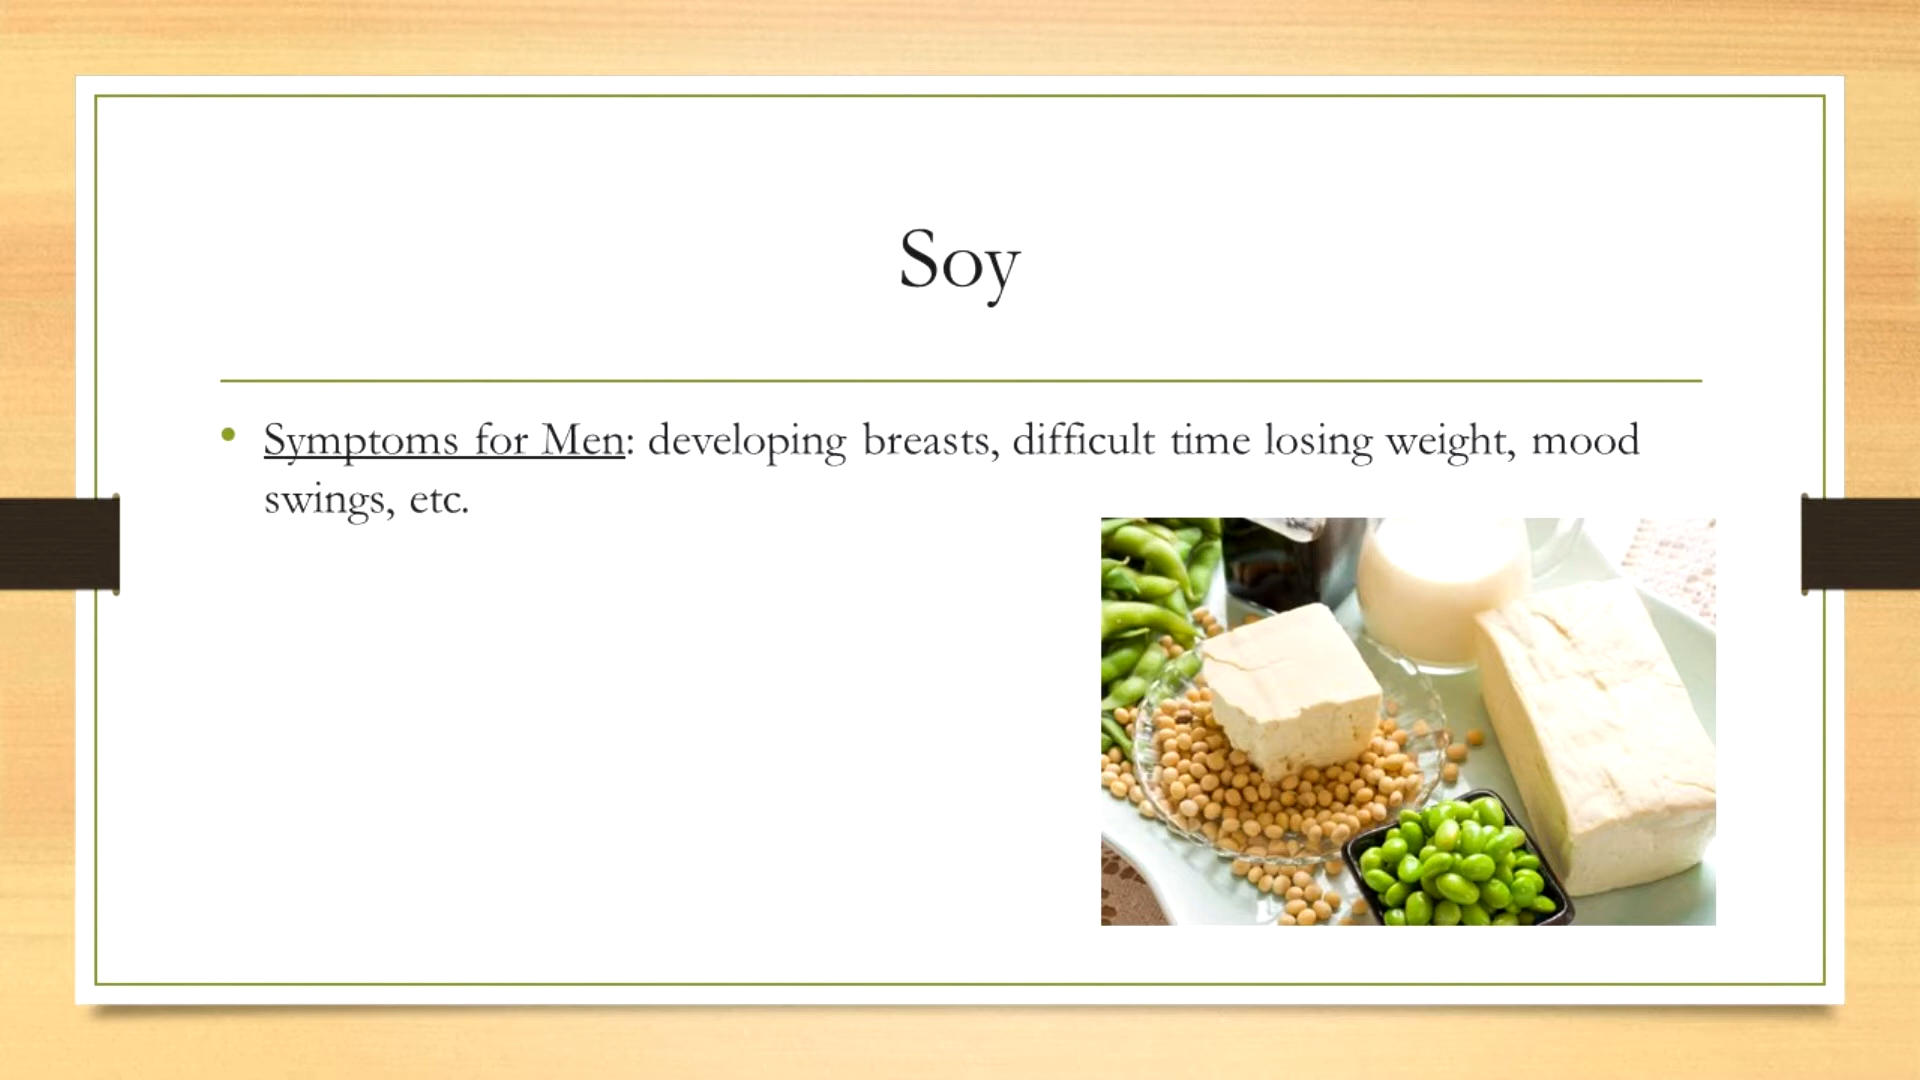 Soy
• Symptoms for Men: developing breasts, difficult time losing weight, mood
swings, etc.